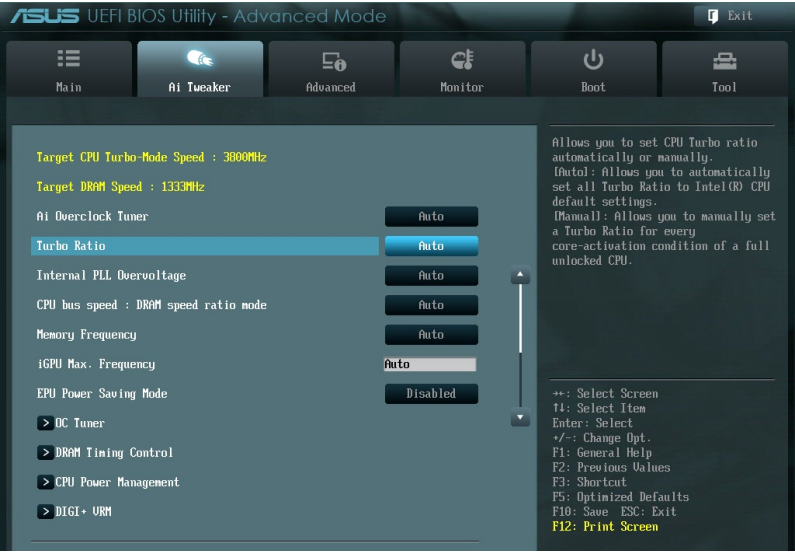 ASUS UEFI BIOS Utility - Advanced Mode
Exit
Main
Ai Tweaker
Advanced
Monitor
Boot
Tool
Target CPU Turbo-Mode Speed : 3800MHz
Target DRAM Speed : 1333MHz
Ai Overclock Tuner Auto
Turbo Ratio Auto
Internal PLL Overvoltage Auto
CPU bus speed : DRAM speed ratio mode Auto
Memory Frequency Auto
iGPU Max. Frequency Auto
EPU Power Saving Mode Disabled
> OC Tuner
> DRAM Timing Control
> CPU Power Management
> DIGI+ VRM
Allows you to set CPU Turbo ratio
automatically or manually.
[Auto]: Allows you to automatically
set all Turbo Ratio to Intel(R) CPU
default settings.
[Manual]: Allows you to manually set
a Turbo Ratio for every
core-activation condition of a full
unlocked CPU.
→←: Select Screen
↑↓: Select Item
Enter: Select
+/-: Change Opt.
F1: General Help
F2: Previous Values
F3: Shortcut
F5: Optimized Defaults
F10: Save ESC: Exit
F12: Print Screen